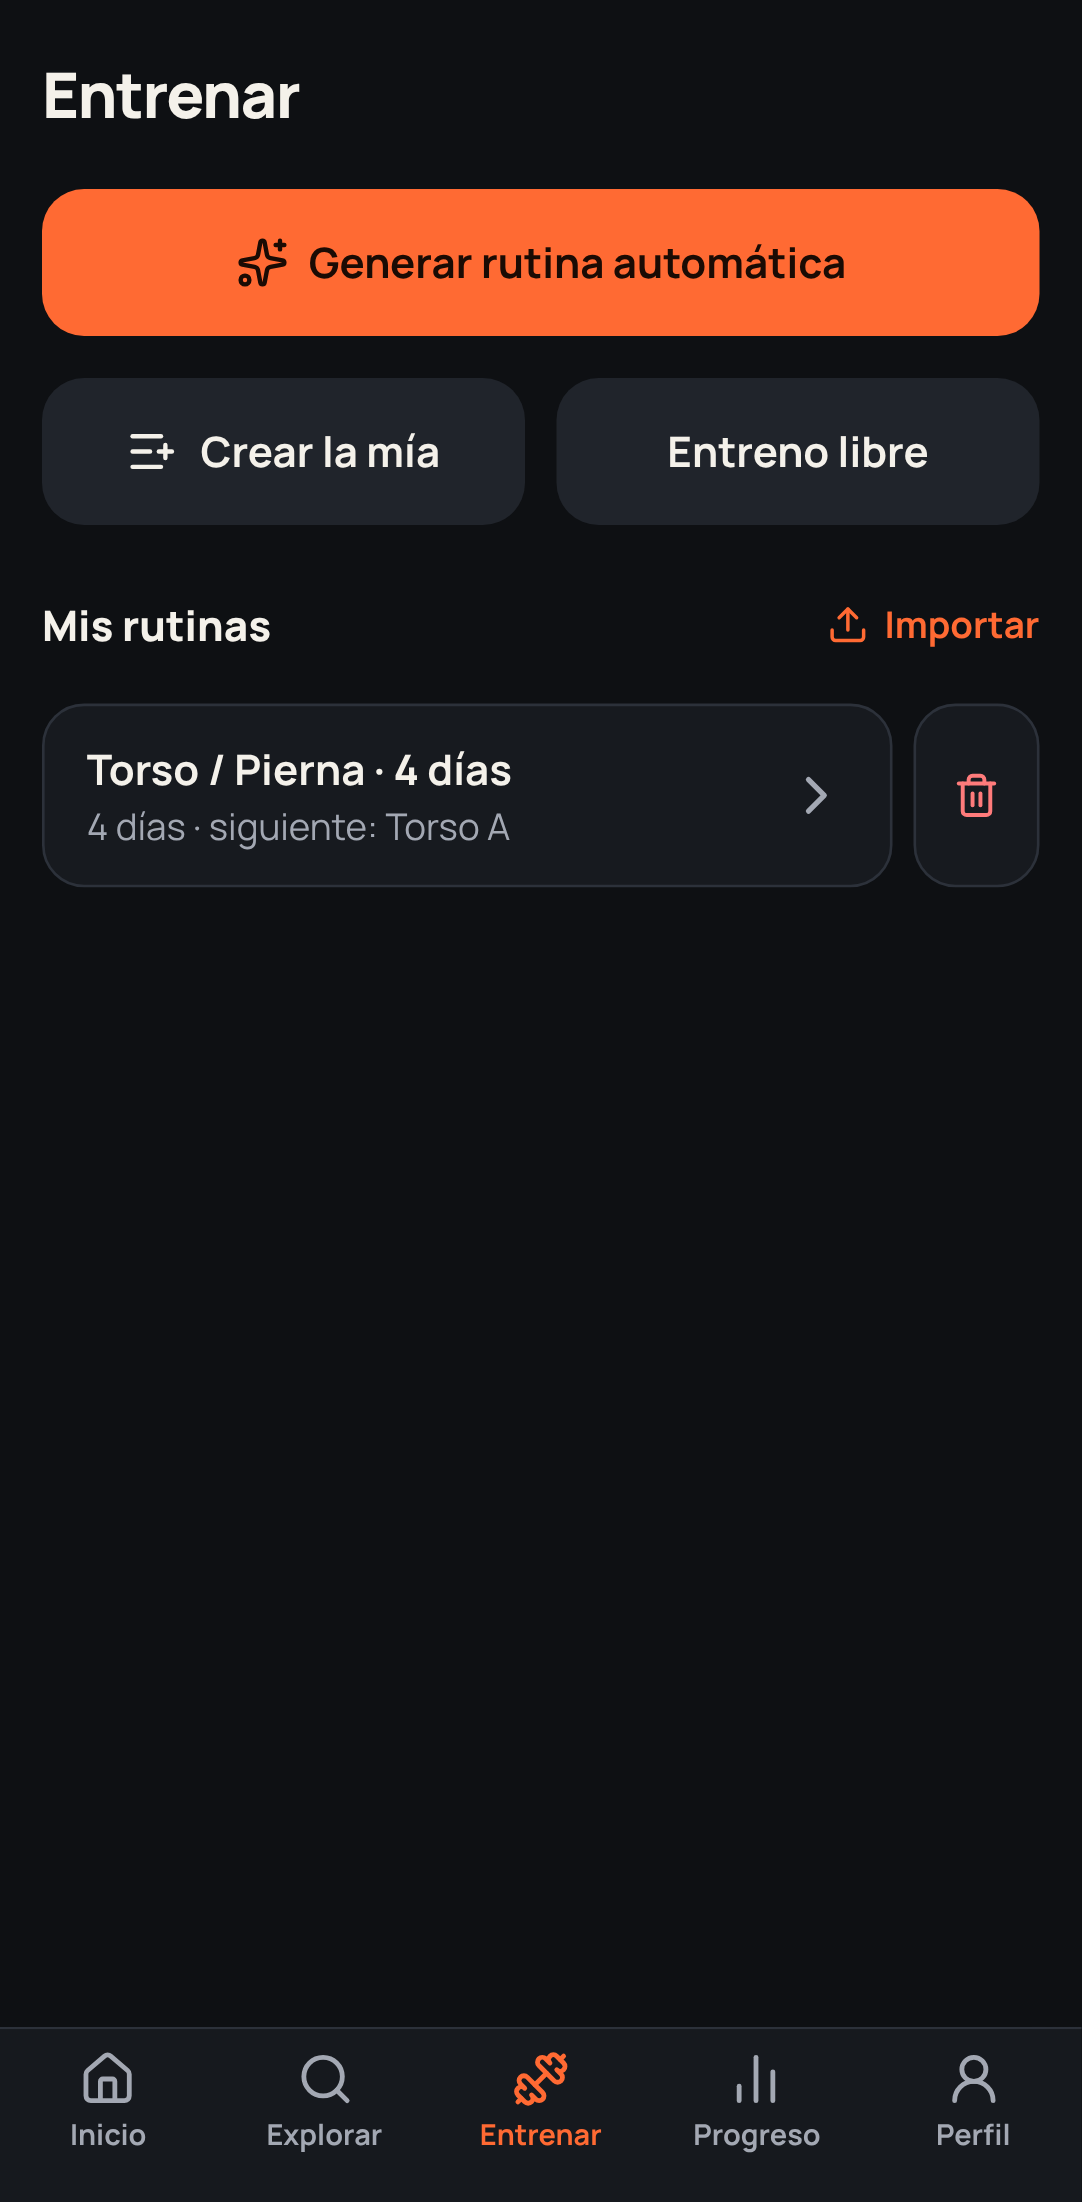 Entrenar
Generar rutina automática
Crear la mía
Entreno libre
Mis rutinas
Importar
Torso / Pierna · 4 días
4 días · siguiente: Torso A
Inicio
Explorar
Entrenar
Progreso
Perfil